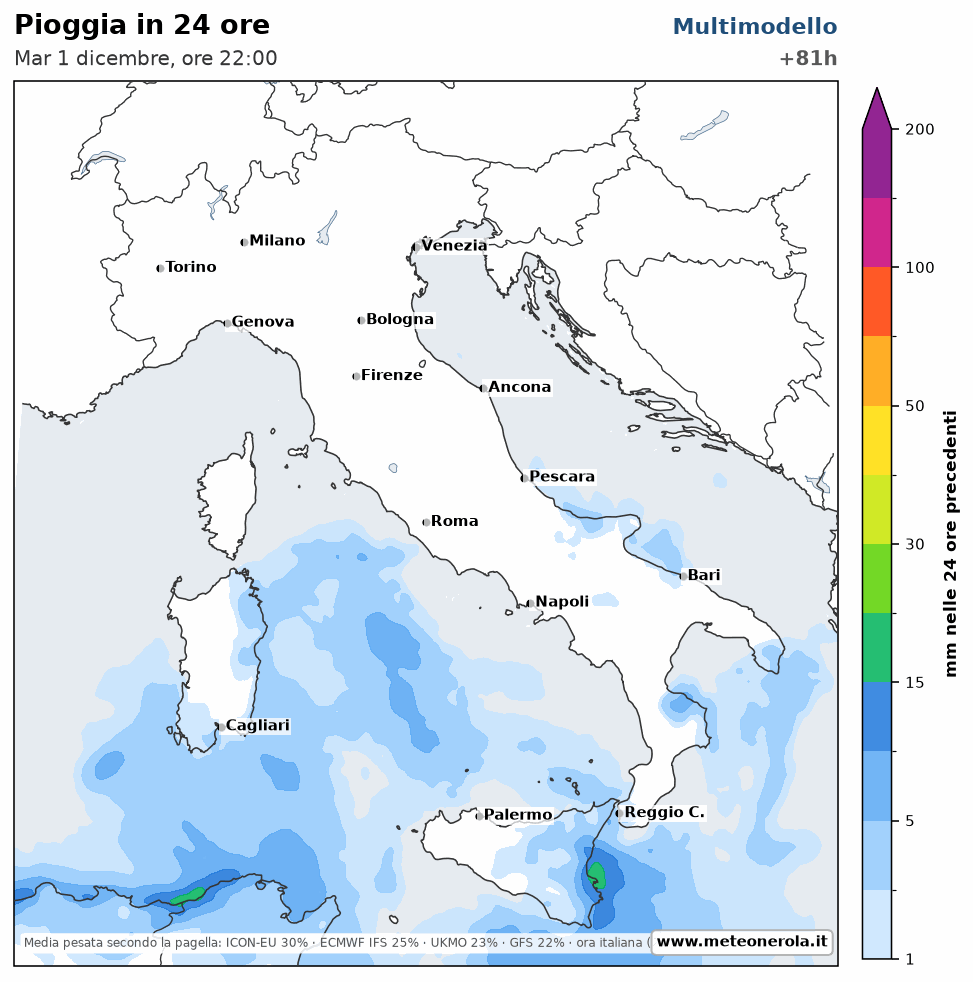 Pioggia in 24 ore
Multimodello
Mar 1 dicembre, ore 22:00
+81h
200
100
50
30
15
5
1
mm nelle 24 ore precedenti
Milano
Venezia
Torino
Genova
Bologna
Firenze
Ancona
Pescara
Roma
Bari
Napoli
Cagliari
Palermo
Reggio C.
Media pesata secondo la pagella: ICON-EU 30% · ECMWF IFS 25% · UKMO 23% · GFS 22% · ora italiana (
www.meteonerola.it